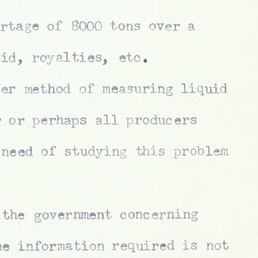 rtage of 8000 tons over a
id, royalties, etc.
er method of measuring liquid
r or perhaps all producers
need of studying this problem
the government concerning
he information required is not